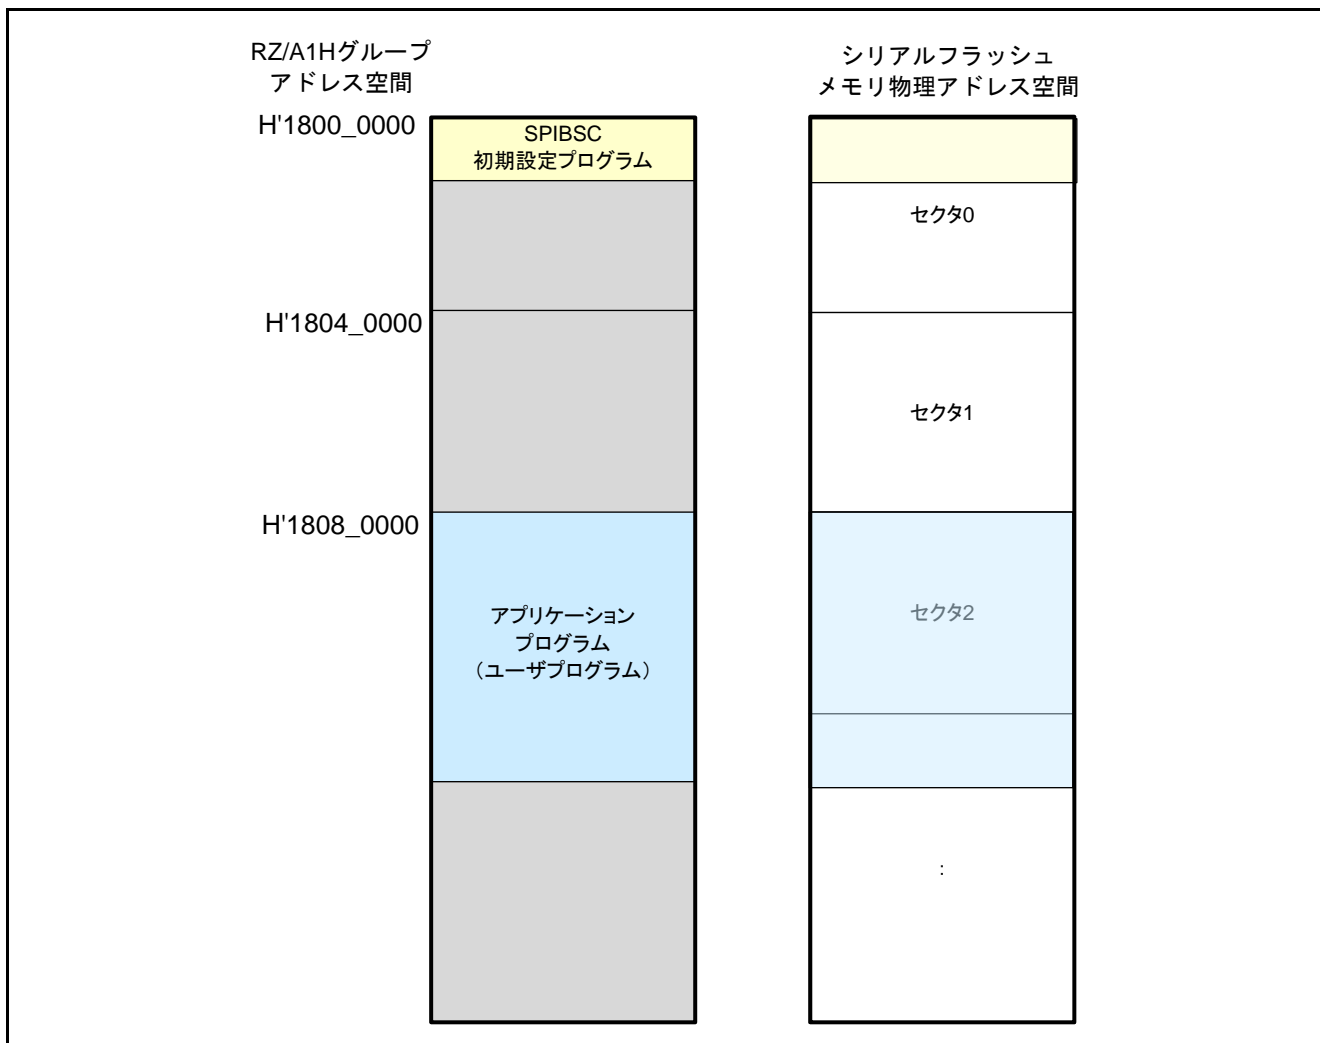 RZ/A1Hグループ
アドレス空間
シリアルフラッシュ
メモリ物理アドレス空間
H'1800_0000
SPIBSC
初期設定プログラム
セクタ0
H'1804_0000
セクタ1
H'1808_0000
アプリケーション
プログラム
（ユーザプログラム）
セクタ2
: